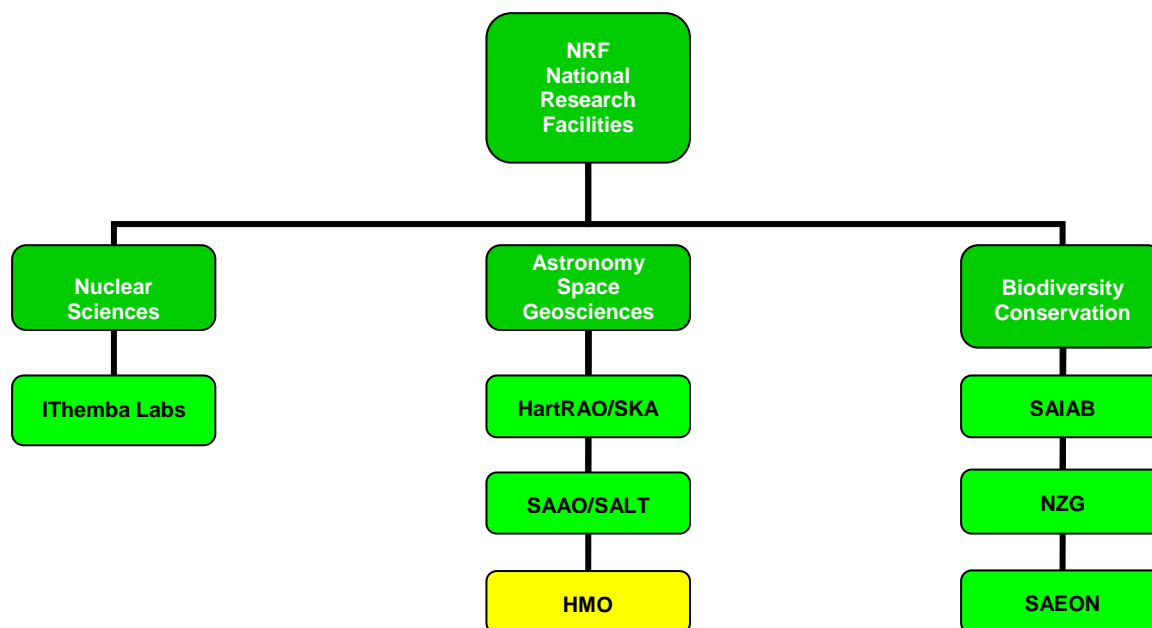 NRF
National
Research
Facilities
Nuclear
Sciences
Astronomy
Space
Geosciences
Biodiversity
Conservation
IThemba Labs
HartRAO/SKA
SAIAB
SAAO/SALT
NZG
HMO
SAEON